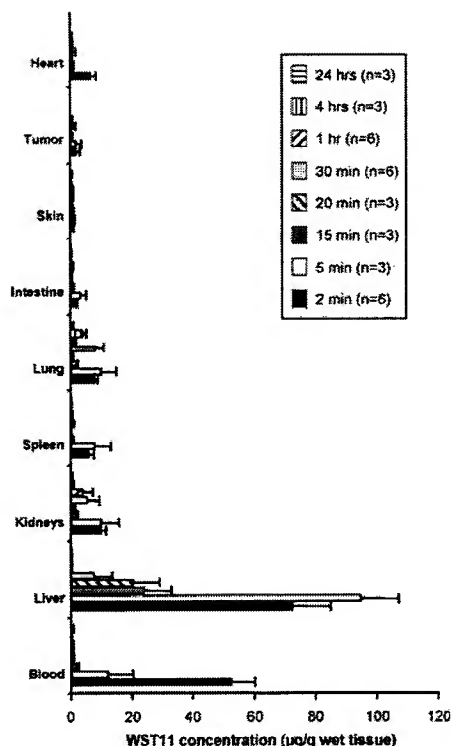 Heart
Tumor
Skin
Intestine
Lung
Spleen
Kidneys
Liver
Blood
24 hrs (n=3)
4 hrs (n=3)
1 hr (n=6)
30 min (n=6)
20 min (n=3)
15 min (n=3)
5 min (n=3)
2 min (n=6)
0 20 40 60 80 100 120
WST11 concentration (µg/g wet tissue)